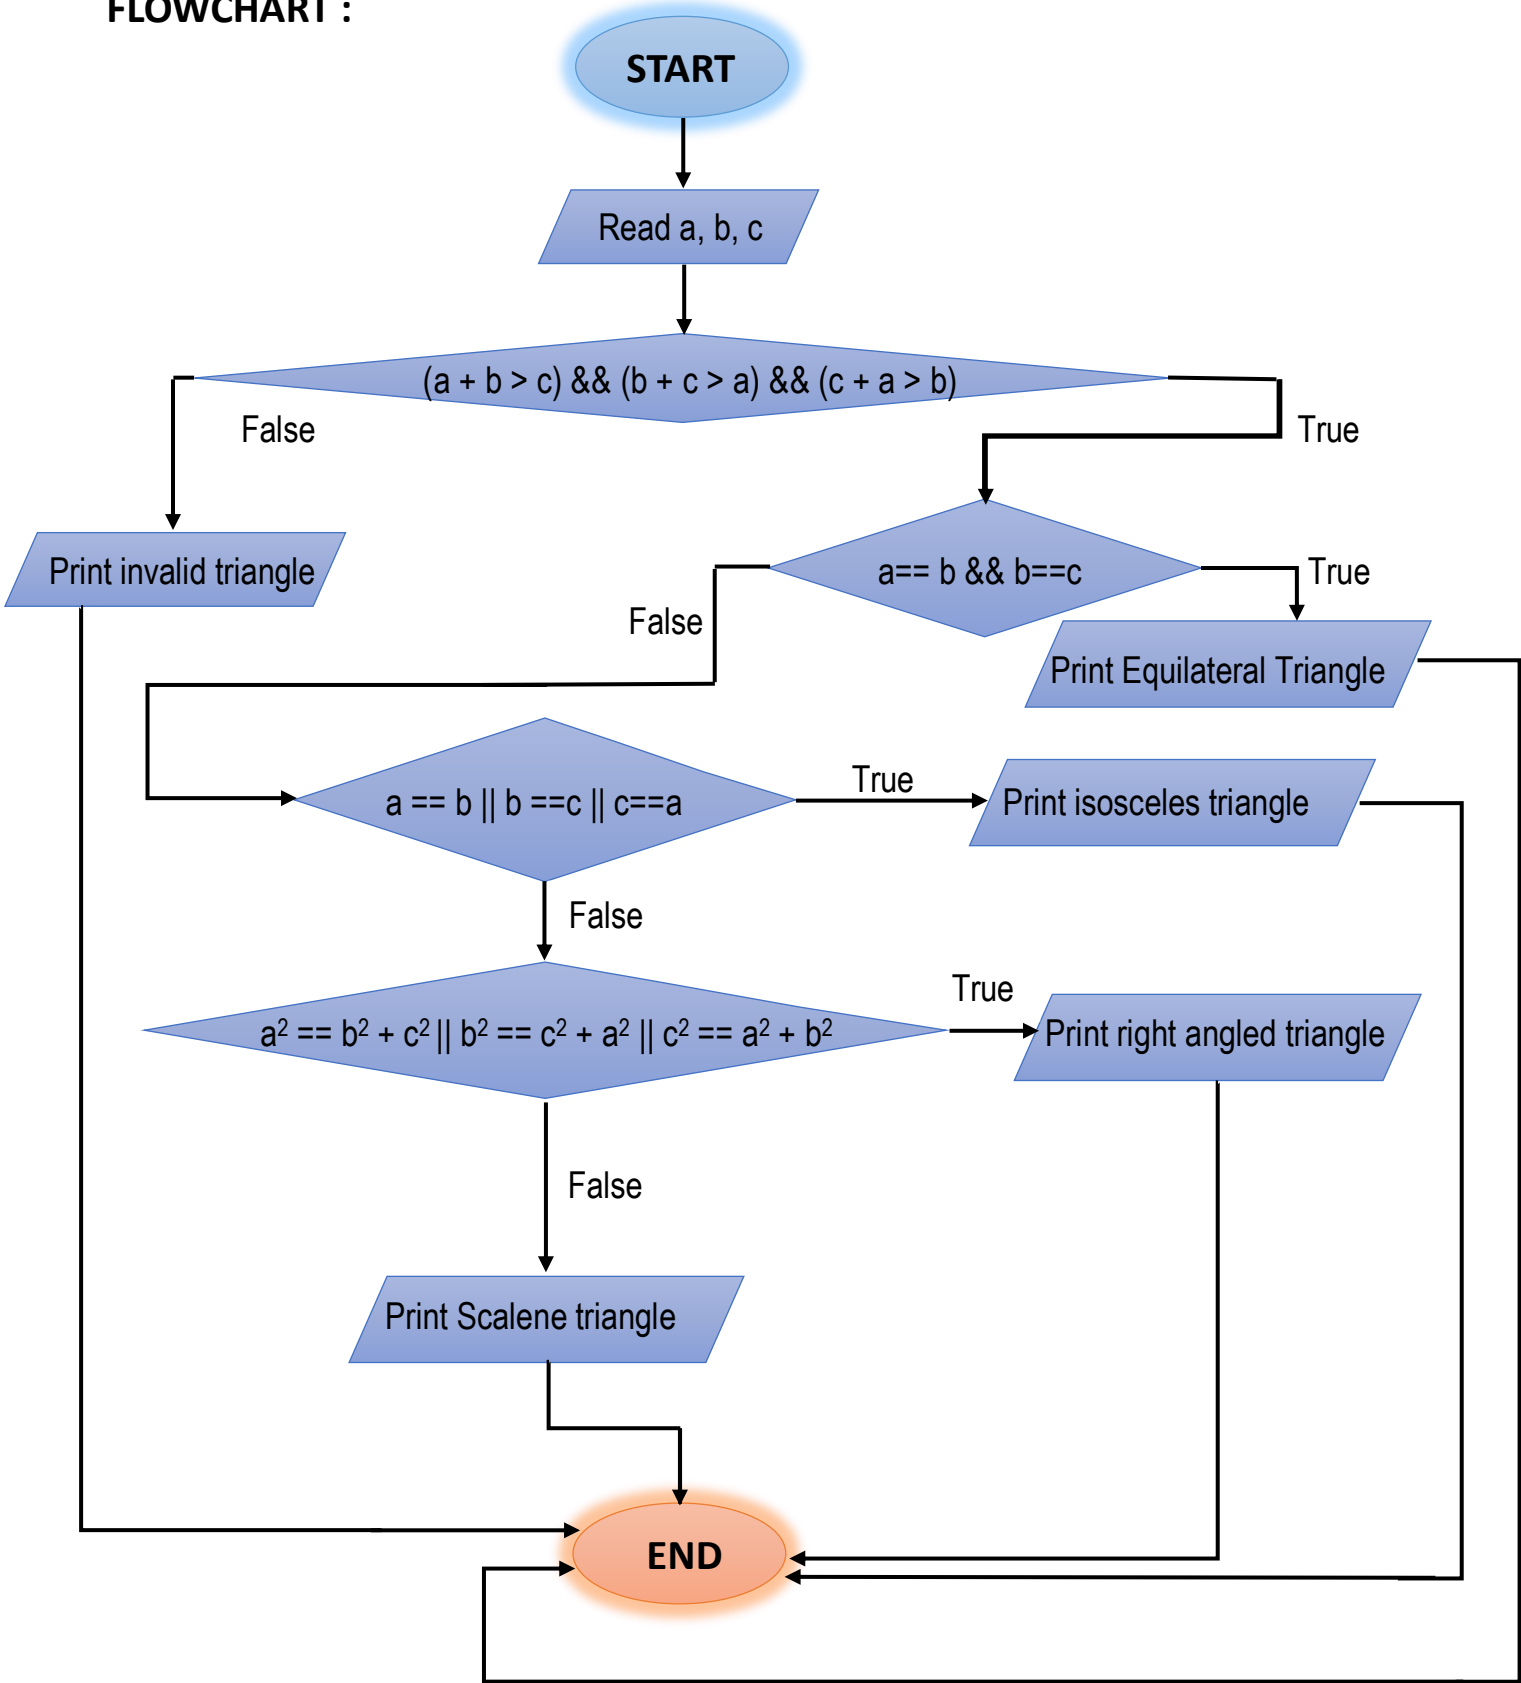 FLOWCHART :
START
Read a, b, c
(a + b > c) && (b + c > a) && (c + a > b)
False
True
Print invalid triangle
a== b && b==c
True
False
Print Equilateral Triangle
a == b || b ==c || c==a
True
Print isosceles triangle
False
a² == b² + c² || b² == c² + a² || c² == a² + b²
True
Print right angled triangle
False
Print Scalene triangle
END